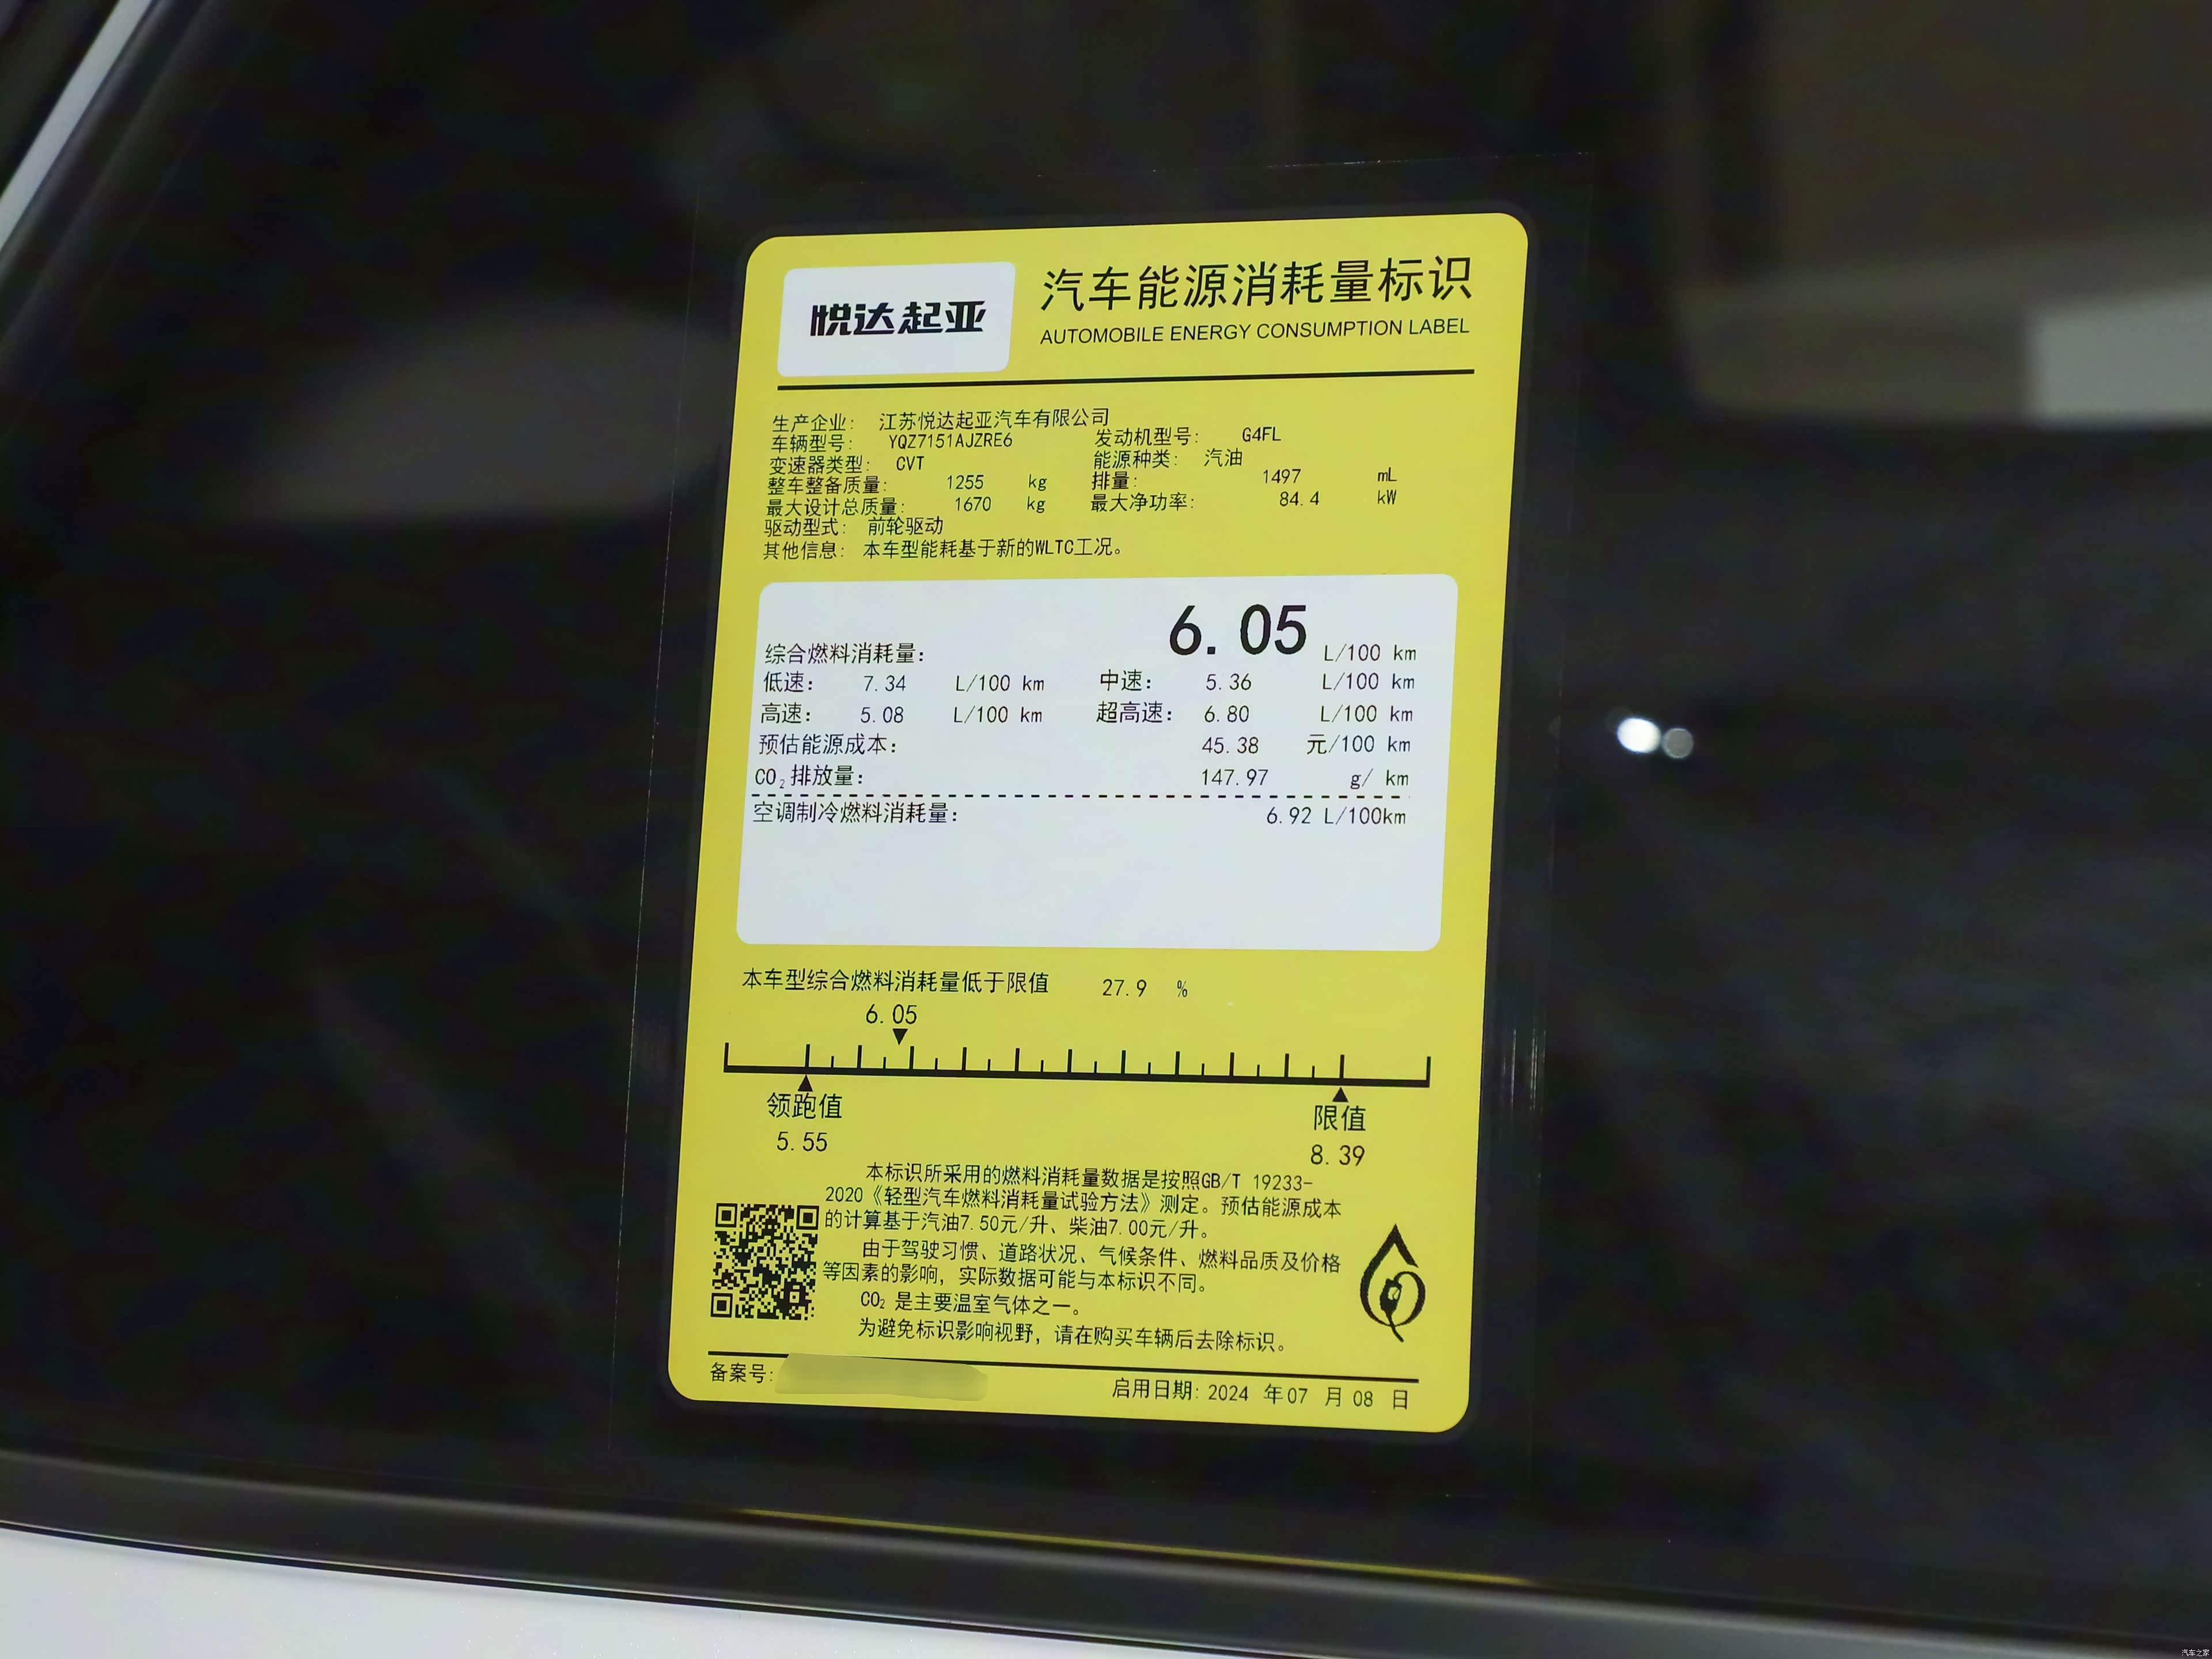 悦达起亚
汽车能源消耗量标识
AUTOMOBILE ENERGY CONSUMPTION LABEL
生产企业: 江苏悦达起亚汽车有限公司
车辆型号: YQZ7151AJZRE6 发动机型号: G4FL
变速器类型: CVT 能源种类: 汽油
整车整备质量: 1255 kg 排量: 1497 mL
最大设计总质量: 1670 kg 最大净功率: 84.4 kW
驱动型式: 前轮驱动
其他信息: 本车型能耗基于新的WLTC工况。
综合燃料消耗量: 6.05 L/100 km
低速: 7.34 L/100 km 中速: 5.36 L/100 km
高速: 5.08 L/100 km 超高速: 6.80 L/100 km
预估能源成本: 45.38 元/100 km
CO₂排放量: 147.97 g/ km
空调制冷燃料消耗量: 6.92 L/100km
本车型综合燃料消耗量低于限值 27.9 %
6.05
领跑值 限值
5.55 8.39
本标识所采用的燃料消耗量数据是按照GB/T 19233-
2020《轻型汽车燃料消耗量试验方法》测定。预估能源成本
的计算基于汽油7.50元/升、柴油7.00元/升。
由于驾驶习惯、道路状况、气候条件、燃料品质及价格
等因素的影响，实际数据可能与本标识不同。
CO₂ 是主要温室气体之一。
为避免标识影响视野，请在购买车辆后去除标识。
备案号:
启用日期: 2024 年07 月 08 日
汽车之家